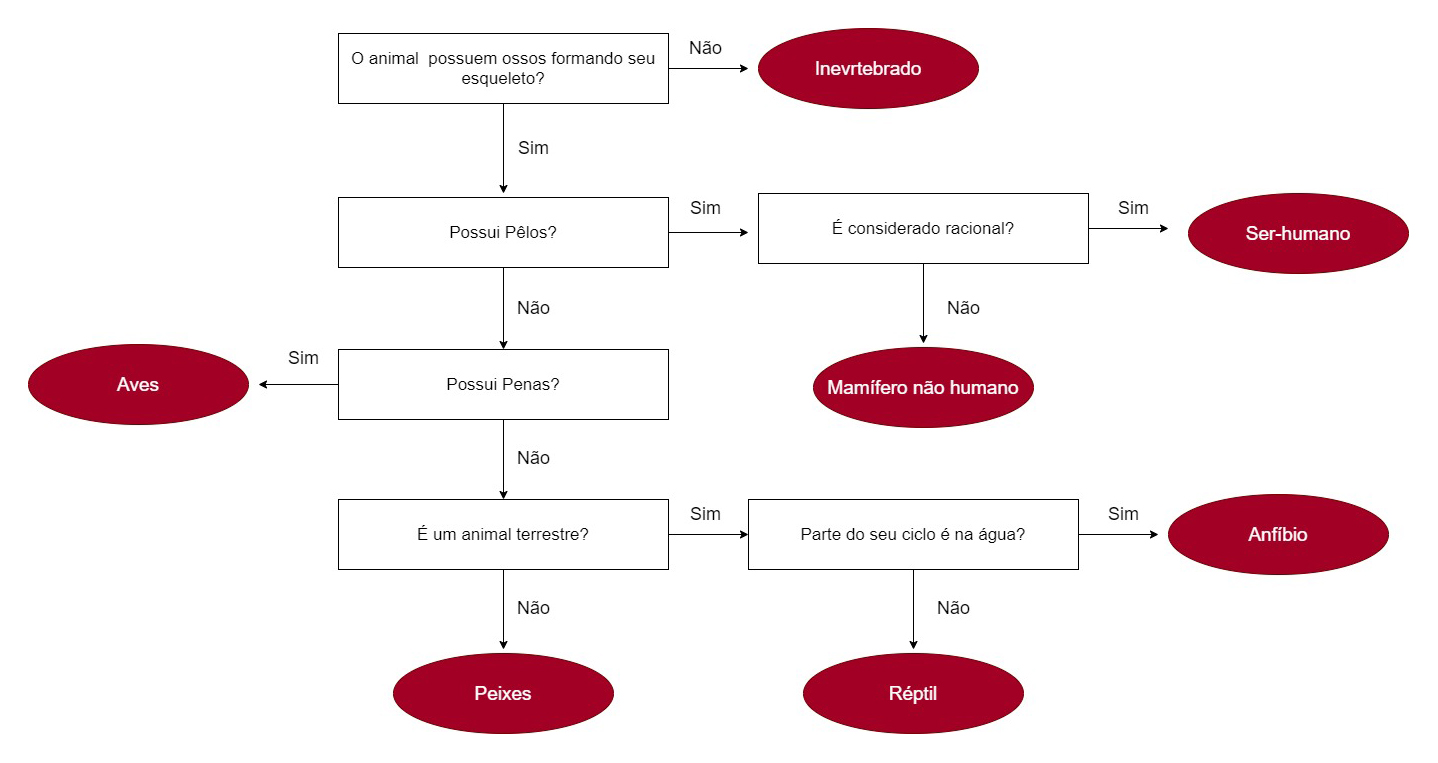 O animal  possuem ossos formando seu
esqueleto?
Não
Inevrtebrado
Sim
Possui Pêlos?
Sim
É considerado racional?
Sim
Ser-humano
Não
Não
Mamífero não humano
Aves
Sim
Possui Penas?
Não
É um animal terrestre?
Sim
Parte do seu ciclo é na água?
Sim
Anfíbio
Não
Não
Peixes
Réptil